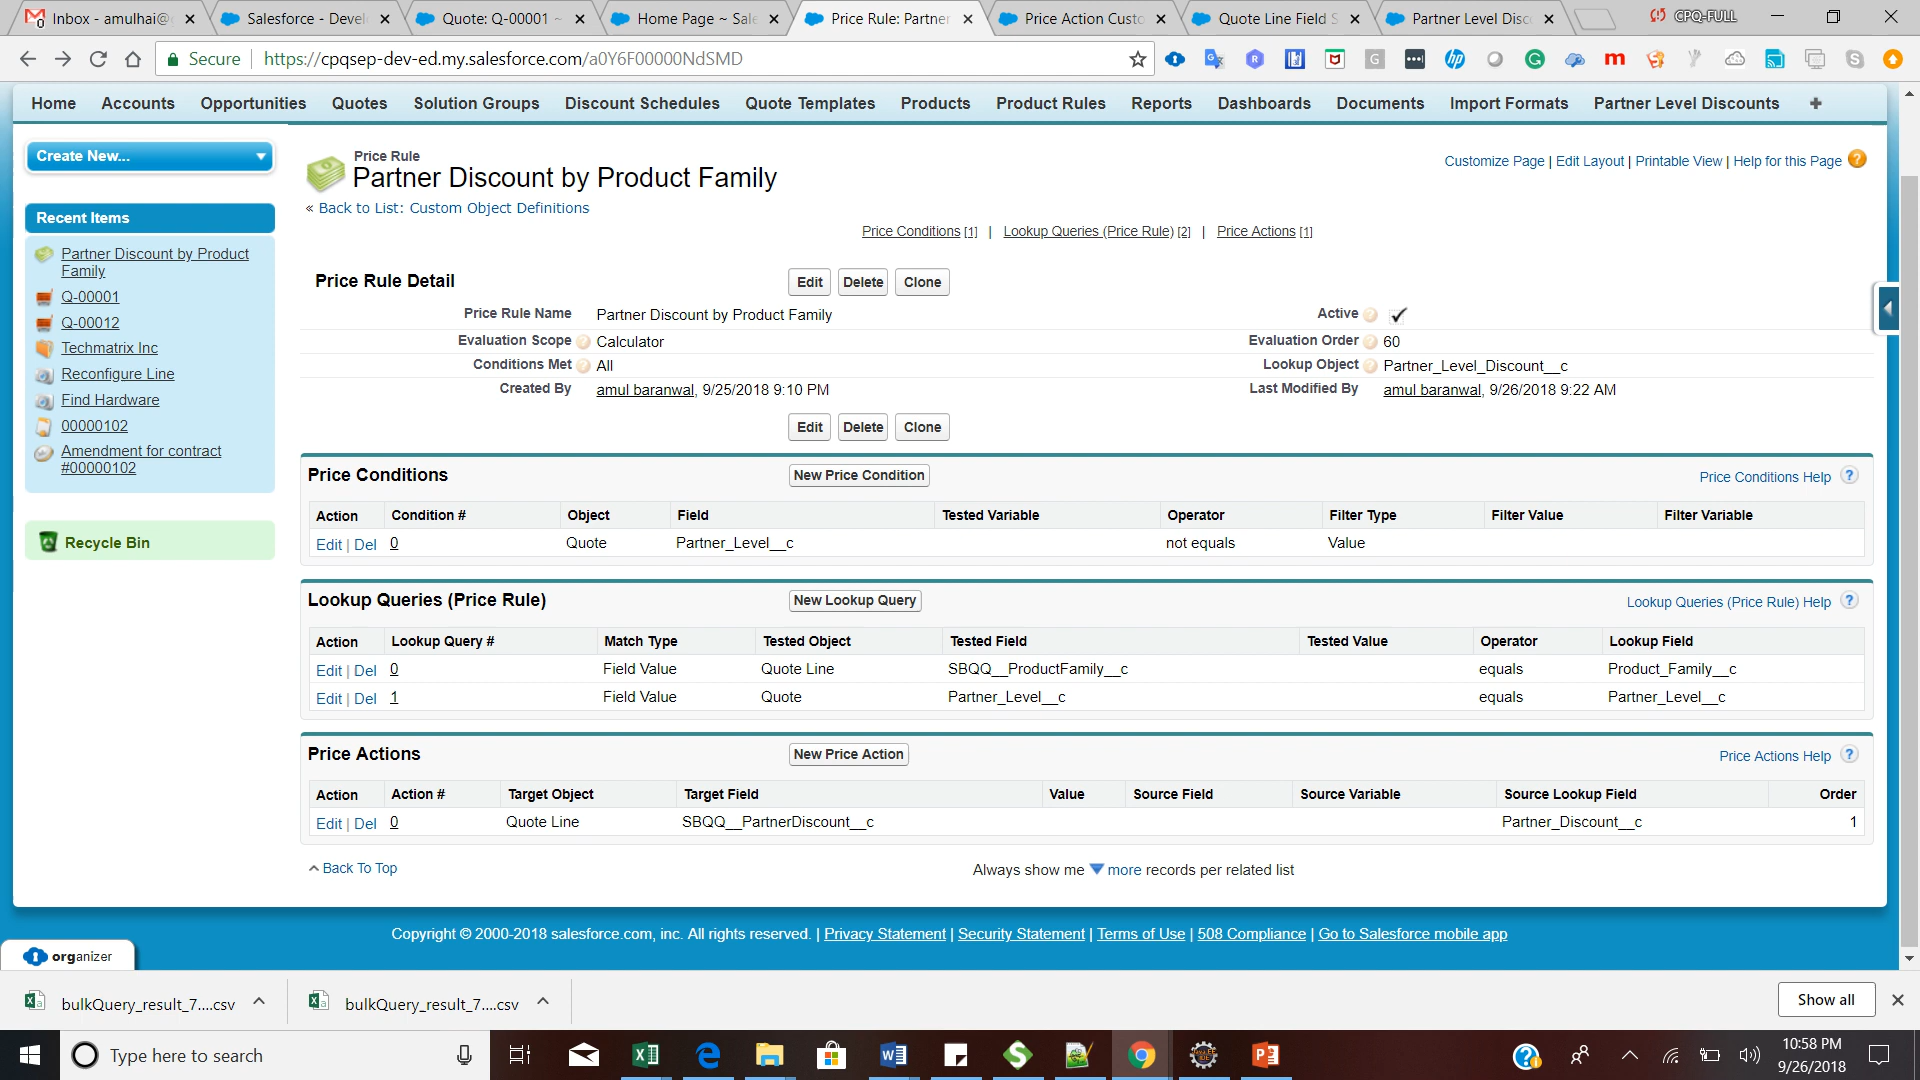 Inbox - amulhai@
Salesforce - Devel
Quote: Q-00001 ~
Home Page ~ Sale
Price Rule: Partner
Price Action Custo
Quote Line Field S
Partner Level Disc
CPQ-FULL
Secure
https://cpqsep-dev-ed.my.salesforce.com/a0Y6F00000NdSMD
Home Accounts Opportunities Quotes Solution Groups Discount Schedules Quote Templates Products Product Rules Reports Dashboards Documents Import Formats Partner Level Discounts +
Create New...
Recent Items
Partner Discount by Product
Family
Q-00001
Q-00012
Techmatrix Inc
Reconfigure Line
Find Hardware
00000102
Amendment for contract
#00000102
Recycle Bin
Price Rule
Partner Discount by Product Family
« Back to List: Custom Object Definitions
Customize Page | Edit Layout | Printable View | Help for this Page ?
Price Conditions [1] | Lookup Queries (Price Rule) [2] | Price Actions [1]
Price Rule Detail Edit Delete Clone
Price Rule Name Partner Discount by Product Family Active
Evaluation Scope Calculator Evaluation Order 60
Conditions Met All Lookup Object Partner_Level_Discount__c
Created By amul baranwal, 9/25/2018 9:10 PM Last Modified By amul baranwal, 9/26/2018 9:22 AM
Edit Delete Clone
Price Conditions New Price Condition Price Conditions Help ?
Action Condition # Object Field Tested Variable Operator Filter Type Filter Value Filter Variable
Edit | Del 0 Quote Partner_Level__c not equals Value
Lookup Queries (Price Rule) New Lookup Query Lookup Queries (Price Rule) Help ?
Action Lookup Query # Match Type Tested Object Tested Field Tested Value Operator Lookup Field
Edit | Del 0 Field Value Quote Line SBQQ__ProductFamily__c equals Product_Family__c
Edit | Del 1 Field Value Quote Partner_Level__c equals Partner_Level__c
Price Actions New Price Action Price Actions Help ?
Action Action # Target Object Target Field Value Source Field Source Variable Source Lookup Field Order
Edit | Del 0 Quote Line SBQQ__PartnerDiscount__c Partner_Discount__c 1
Back To Top
Always show me more records per related list
Copyright © 2000-2018 salesforce.com, inc. All rights reserved. | Privacy Statement | Security Statement | Terms of Use | 508 Compliance | Go to Salesforce mobile app
organizer
bulkQuery_result_7....csv
bulkQuery_result_7....csv
Show all
Type here to search
10:58 PM
9/26/2018